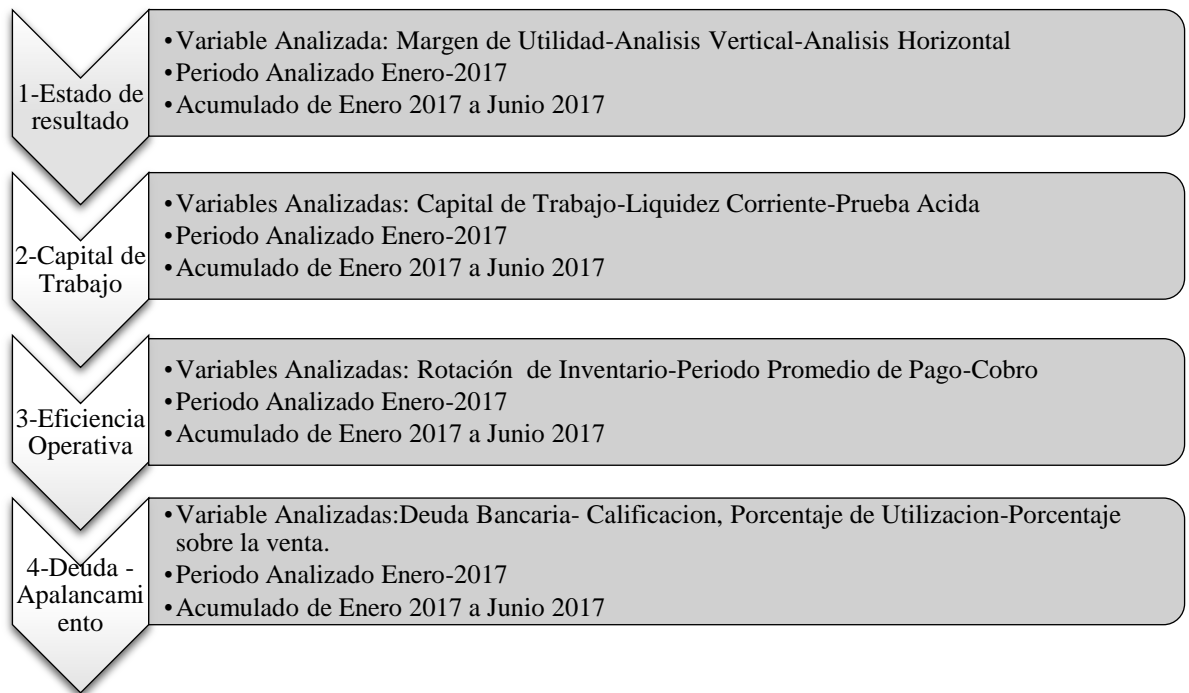 1-Estado de
resultado
•Variable Analizada: Margen de Utilidad-Analisis Vertical-Analisis Horizontal
•Periodo Analizado Enero-2017
•Acumulado de Enero 2017 a Junio 2017
2-Capital de
Trabajo
•Variables Analizadas: Capital de Trabajo-Liquidez Corriente-Prueba Acida
•Periodo Analizado Enero-2017
•Acumulado de Enero 2017 a Junio 2017
3-Eficiencia
Operativa
•Variables Analizadas: Rotación de Inventario-Periodo Promedio de Pago-Cobro
•Periodo Analizado Enero-2017
•Acumulado de Enero 2017 a Junio 2017
4-Deuda -
Apalancami
ento
•Variable Analizadas:Deuda Bancaria- Calificacion, Porcentaje de Utilizacion-Porcentaje
sobre la venta.
•Periodo Analizado Enero-2017
•Acumulado de Enero 2017 a Junio 2017